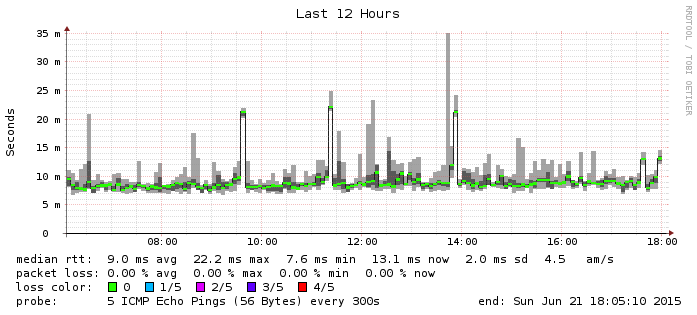 Last 12 Hours
RRDTOOL / TOBI OETIKER
Seconds
35 m
30 m
25 m
20 m
15 m
10 m
5 m
0
08:00 10:00 12:00 14:00 16:00 18:00
median rtt: 9.0 ms avg 22.2 ms max 7.6 ms min 13.1 ms now 2.0 ms sd 4.5 am/s
packet loss: 0.00 % avg 0.00 % max 0.00 % min 0.00 % now
loss color: 0 1/5 2/5 3/5 4/5
probe: 5 ICMP Echo Pings (56 Bytes) every 300s end: Sun Jun 21 18:05:10 2015